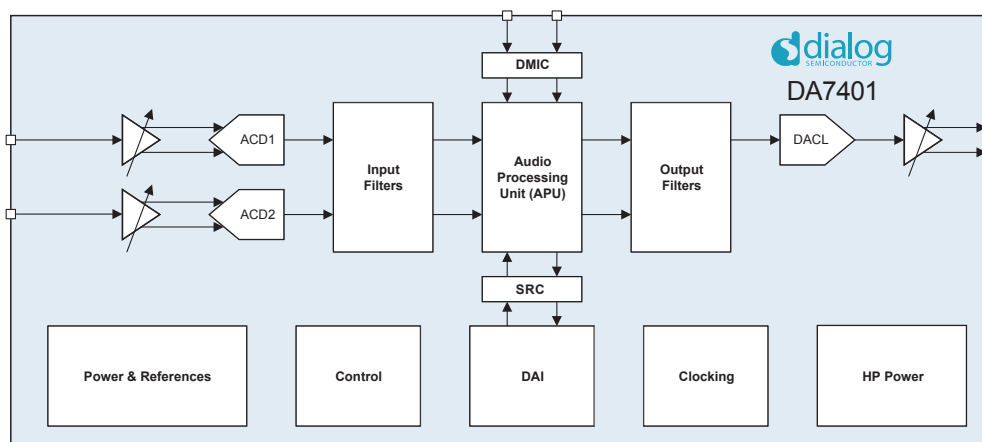 dialog
SEMICONDUCTOR
DA7401
DMIC
ACD1
ACD2
Input
Filters
Audio
Processing
Unit (APU)
Output
Filters
DACL
SRC
Power & References
Control
DAI
Clocking
HP Power